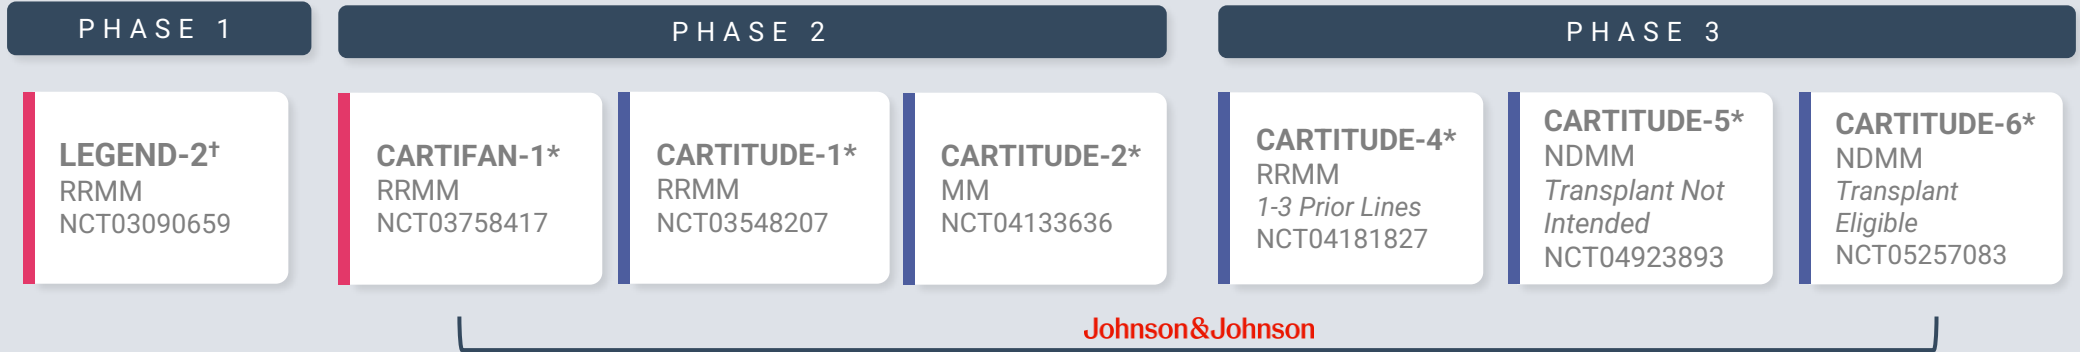 PHASE 1
PHASE 2
PHASE 3
LEGEND-2†
RRMM
NCT03090659
CARTIFAN-1*
RRMM
NCT03758417
CARTITUDE-1*
RRMM
NCT03548207
CARTITUDE-2*
MM
NCT04133636
CARTITUDE-4*
RRMM
1-3 Prior Lines
NCT04181827
CARTITUDE-5*
NDMM
Transplant Not
Intended
NCT04923893
CARTITUDE-6*
NDMM
Transplant
Eligible
NCT05257083
Johnson&Johnson